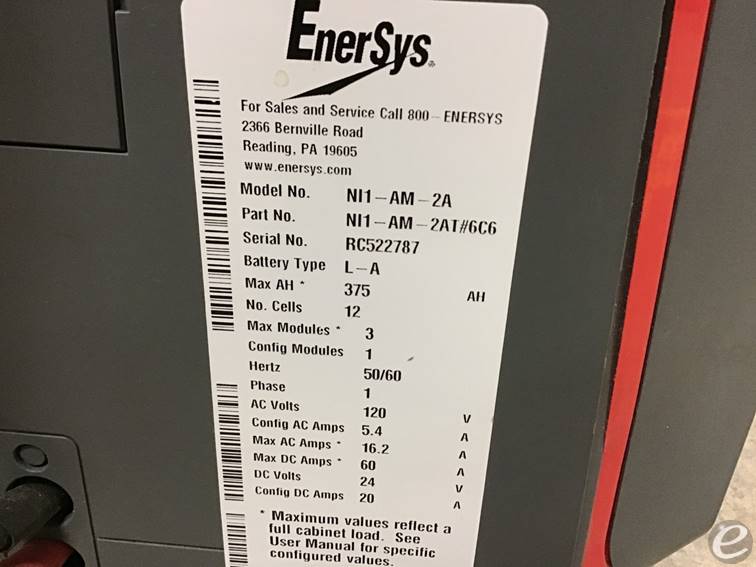 EnerSys®
For Sales and Service Call 800-ENERSYS
2366 Bernville Road
Reading, PA 19605
www.enersys.com
Model No. NI1-AM-2A
Part No. NI1-AM-2AT#6C6
Serial No. RC522787
Battery Type L-A
Max AH * 375 AH
No. Cells 12
Max Modules * 3
Config Modules 1
Hertz 50/60
Phase 1
AC Volts 120 V
Config AC Amps 5.4 A
Max AC Amps * 16.2 A
Max DC Amps * 60 A
DC Volts 24 V
Config DC Amps 20 A
* Maximum values reflect a
full cabinet load. See
User Manual for specific
configured values.
e